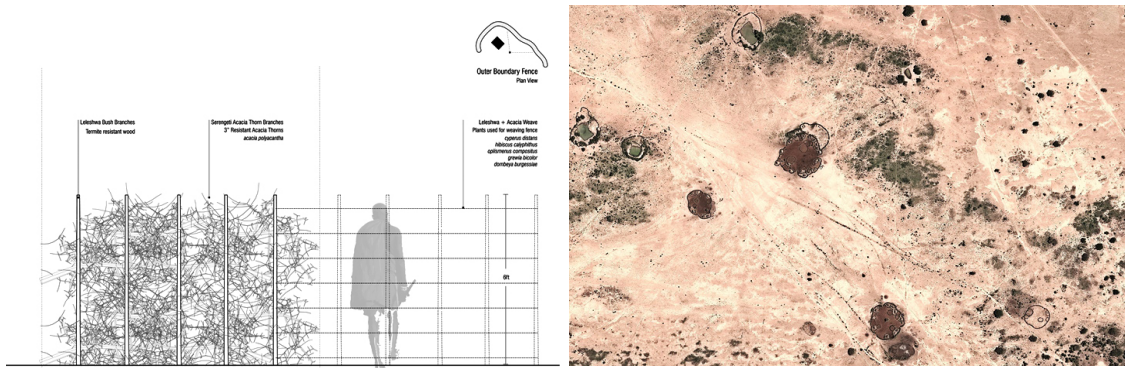 Outer Boundary Fence
Plan View
Leleshwa Bush Branches
Termite resistant wood
Serengeti Acacia Thorn Branches
3" Resistant Acacia Thorns
acacia polyacantha
Leleshwa + Acacia Weave
Plants used for weaving fence
cyperus distans
hibiscus calyphillus
oplismenus compositus
grewia bicolor
dombeya burgessiae
6ft